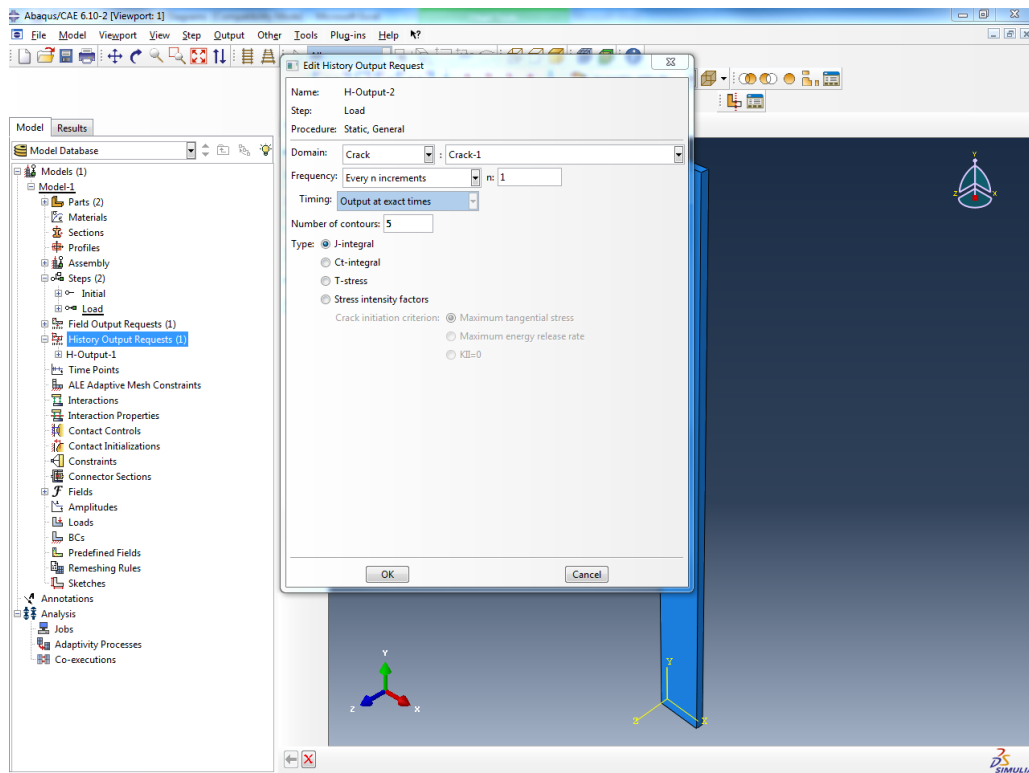 Abaqus/CAE 6.10-2 [Viewport: 1]
File Model Viewport View Step Output Other Tools Plug-ins Help
Edit History Output Request
Name: H-Output-2
Step: Load
Procedure: Static, General
Domain: Crack : Crack-1
Frequency: Every n increments n: 1
Timing: Output at exact times
Number of contours: 5
Type: J-integral
Ct-integral
T-stress
Stress intensity factors
Crack initiation criterion: Maximum tangential stress
Maximum energy release rate
KII=0
OK Cancel
Model Results
Model Database
Models (1)
Model-1
Parts (2)
Materials
Sections
Profiles
Assembly
Steps (2)
Initial
Load
Field Output Requests (1)
History Output Requests (1)
H-Output-1
Time Points
ALE Adaptive Mesh Constraints
Interactions
Interaction Properties
Contact Controls
Contact Initializations
Constraints
Connector Sections
Fields
Amplitudes
Loads
BCs
Predefined Fields
Remeshing Rules
Sketches
Annotations
Analysis
Jobs
Adaptivity Processes
Co-executions
Y
Z X
Y
Z X
Y
Z X
SIMULIA